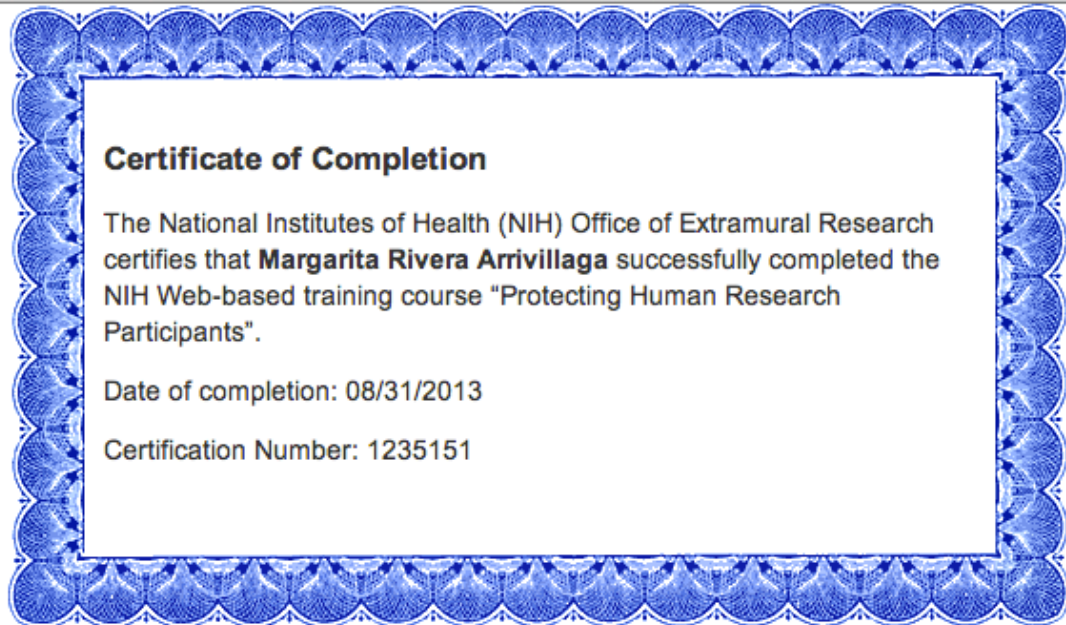 Certificate of Completion
The National Institutes of Health (NIH) Office of Extramural Research
certifies that Margarita Rivera Arrivillaga successfully completed the
NIH Web-based training course “Protecting Human Research
Participants”.
Date of completion: 08/31/2013
Certification Number: 1235151